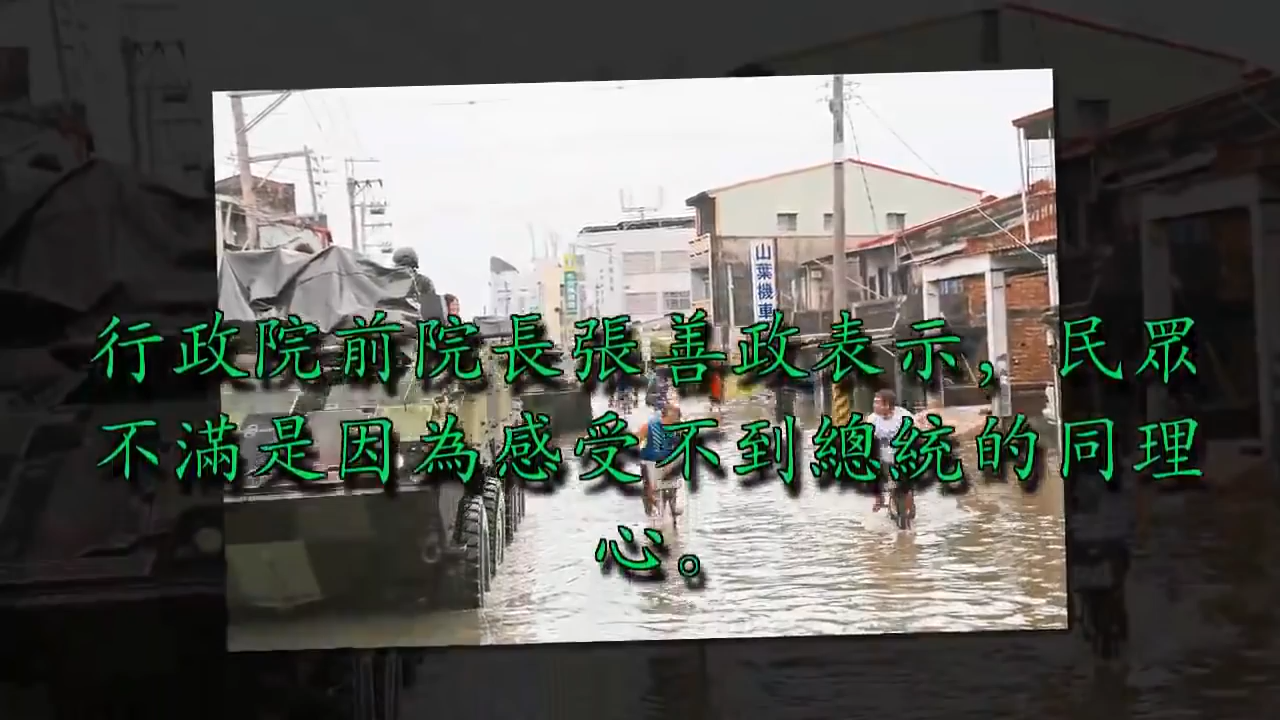 山葉機車
行政院前院長張善政表示，民眾
不滿是因為感受不到總統的同理
心。